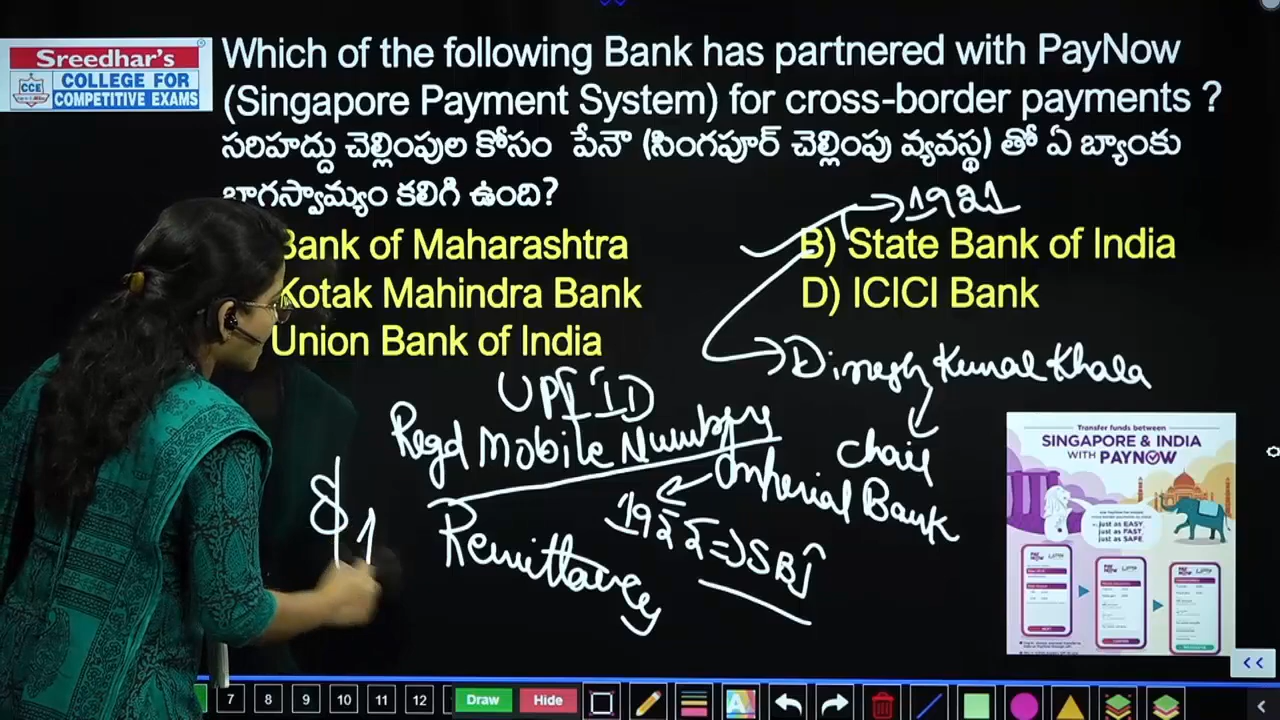 Sreedhar's
CCE
COLLEGE FOR
COMPETITIVE EXAMS
Which of the following Bank has partnered with PayNow
(Singapore Payment System) for cross-border payments ?
సరిహద్దు చెల్లింపుల కోసం పేనౌ (సింగపూర్ చెల్లింపు వ్యవస్థ) తో ఏ బ్యాంకు
బాగస్వామ్యం కలిగి ఉంది?
1921
Bank of Maharashtra
B) State Bank of India
Kotak Mahindra Bank
D) ICICI Bank
Union Bank of India
Dinesh Kumal Khala
UPI ID
Regd Mobile Number
chair
Imperial Bank
$1
1955 => SBI
Transfer funds between
SINGAPORE & INDIA
WITH PAYNOW
just as EASY,
just as FAST,
just as SAFE.
7 8 9 10 11 12 Draw Hide